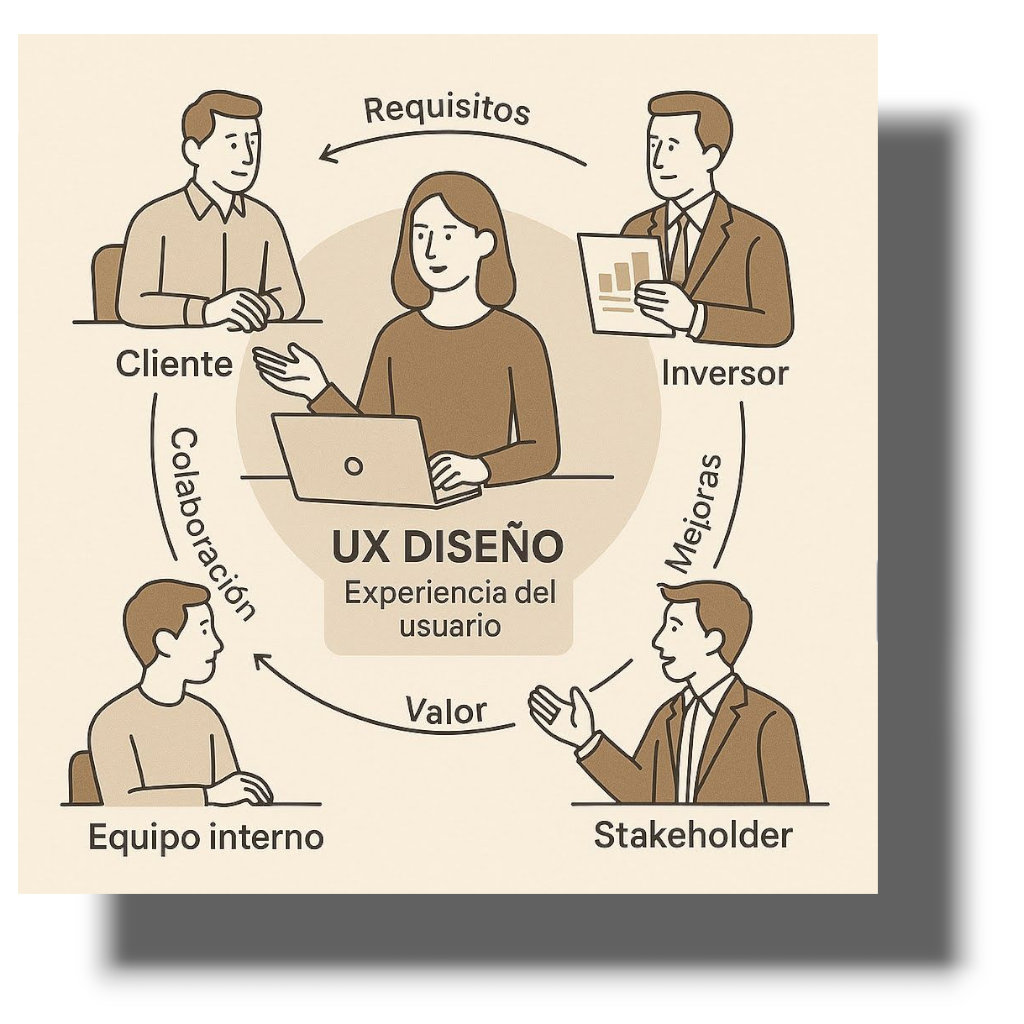 Requisitos
Cliente
Inversor
Colaboración
Mejoras
UX DISEÑO
Experiencia del
usuario
Valor
Equipo interno
Stakeholder